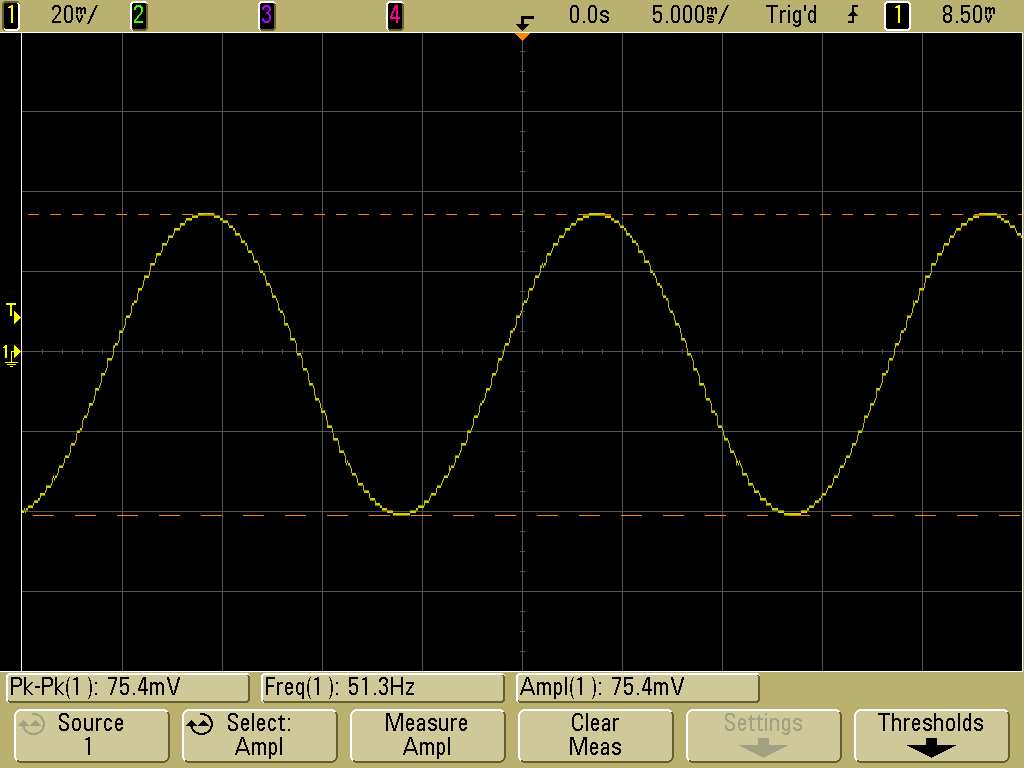 1 20mV/ 2 3 4 0.0s 5.000ms/ Trig'd 1 8.50mV
T
1
Pk-Pk(1): 75.4mV Freq(1): 51.3Hz Ampl(1): 75.4mV
Source Select: Measure Clear Settings Thresholds
1 Ampl Ampl Meas